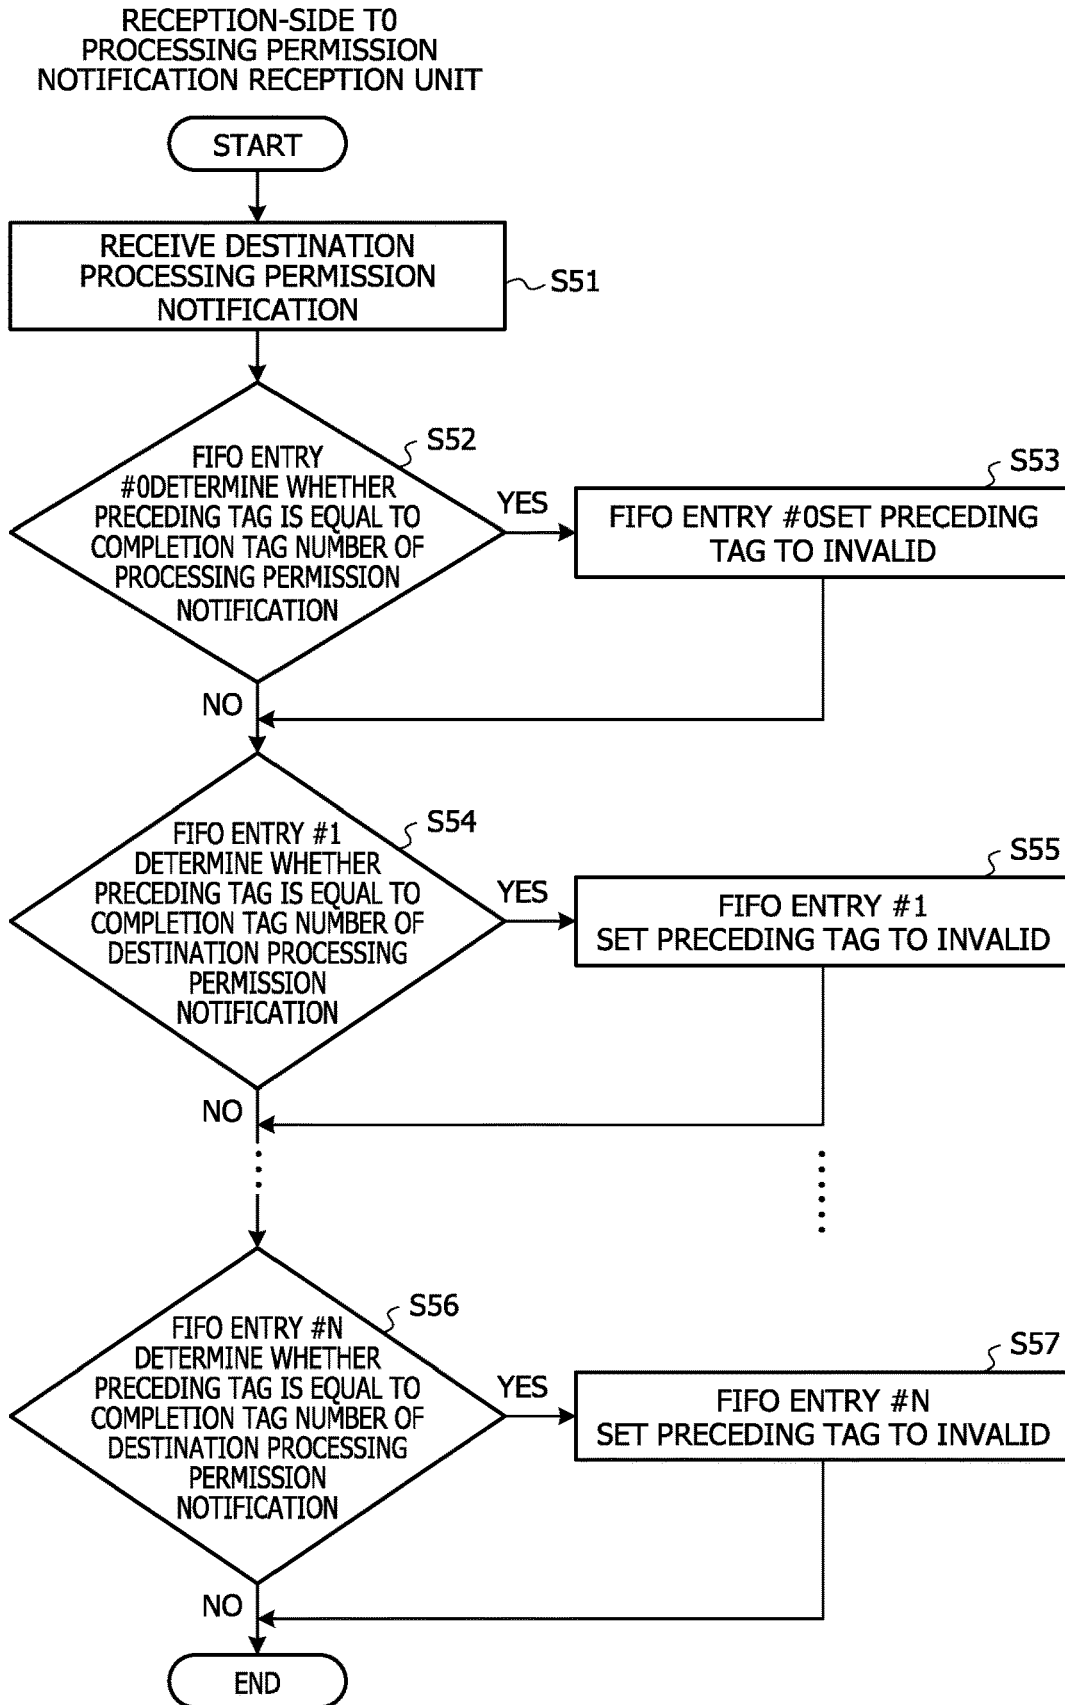 RECEPTION-SIDE T0
PROCESSING PERMISSION
NOTIFICATION RECEPTION UNIT
START
RECEIVE DESTINATION
PROCESSING PERMISSION
NOTIFICATION
S51
FIFO ENTRY
#0DETERMINE WHETHER
PRECEDING TAG IS EQUAL TO
COMPLETION TAG NUMBER OF
PROCESSING PERMISSION
NOTIFICATION
S52
YES
S53
FIFO ENTRY #0SET PRECEDING
TAG TO INVALID
NO
FIFO ENTRY #1
DETERMINE WHETHER
PRECEDING TAG IS EQUAL TO
COMPLETION TAG NUMBER OF
DESTINATION PROCESSING
PERMISSION
NOTIFICATION
S54
YES
S55
FIFO ENTRY #1
SET PRECEDING TAG TO INVALID
NO
FIFO ENTRY #N
DETERMINE WHETHER
PRECEDING TAG IS EQUAL TO
COMPLETION TAG NUMBER OF
DESTINATION PROCESSING
PERMISSION
NOTIFICATION
S56
YES
S57
FIFO ENTRY #N
SET PRECEDING TAG TO INVALID
NO
END